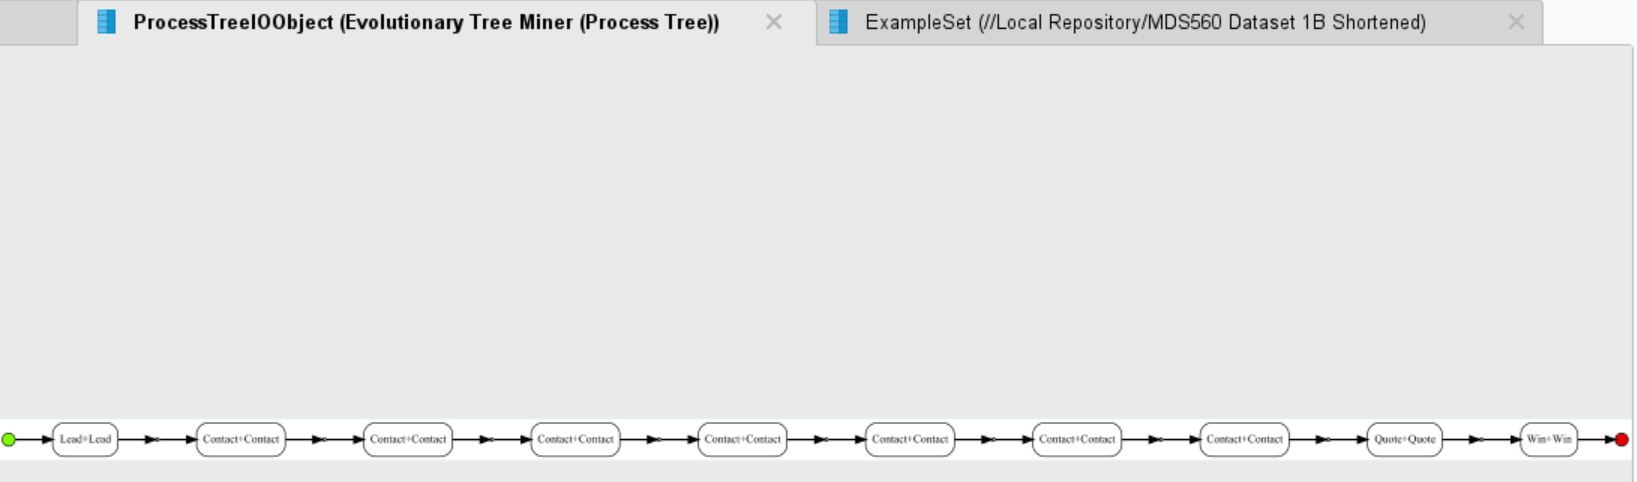 ProcessTreeIOObject (Evolutionary Tree Miner (Process Tree)) ExampleSet (//Local Repository/MDS560 Dataset 1B Shortened)
Lead+Lead Contact+Contact Contact+Contact Contact+Contact Contact+Contact Contact+Contact Contact+Contact Contact+Contact Quote+Quote Win+Win